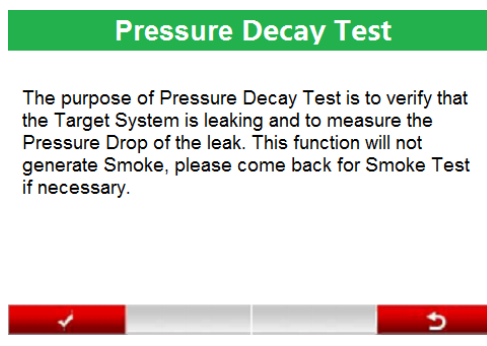 Pressure Decay Test
The purpose of Pressure Decay Test is to verify that
the Target System is leaking and to measure the
Pressure Drop of the leak. This function will not
generate Smoke, please come back for Smoke Test
if necessary.